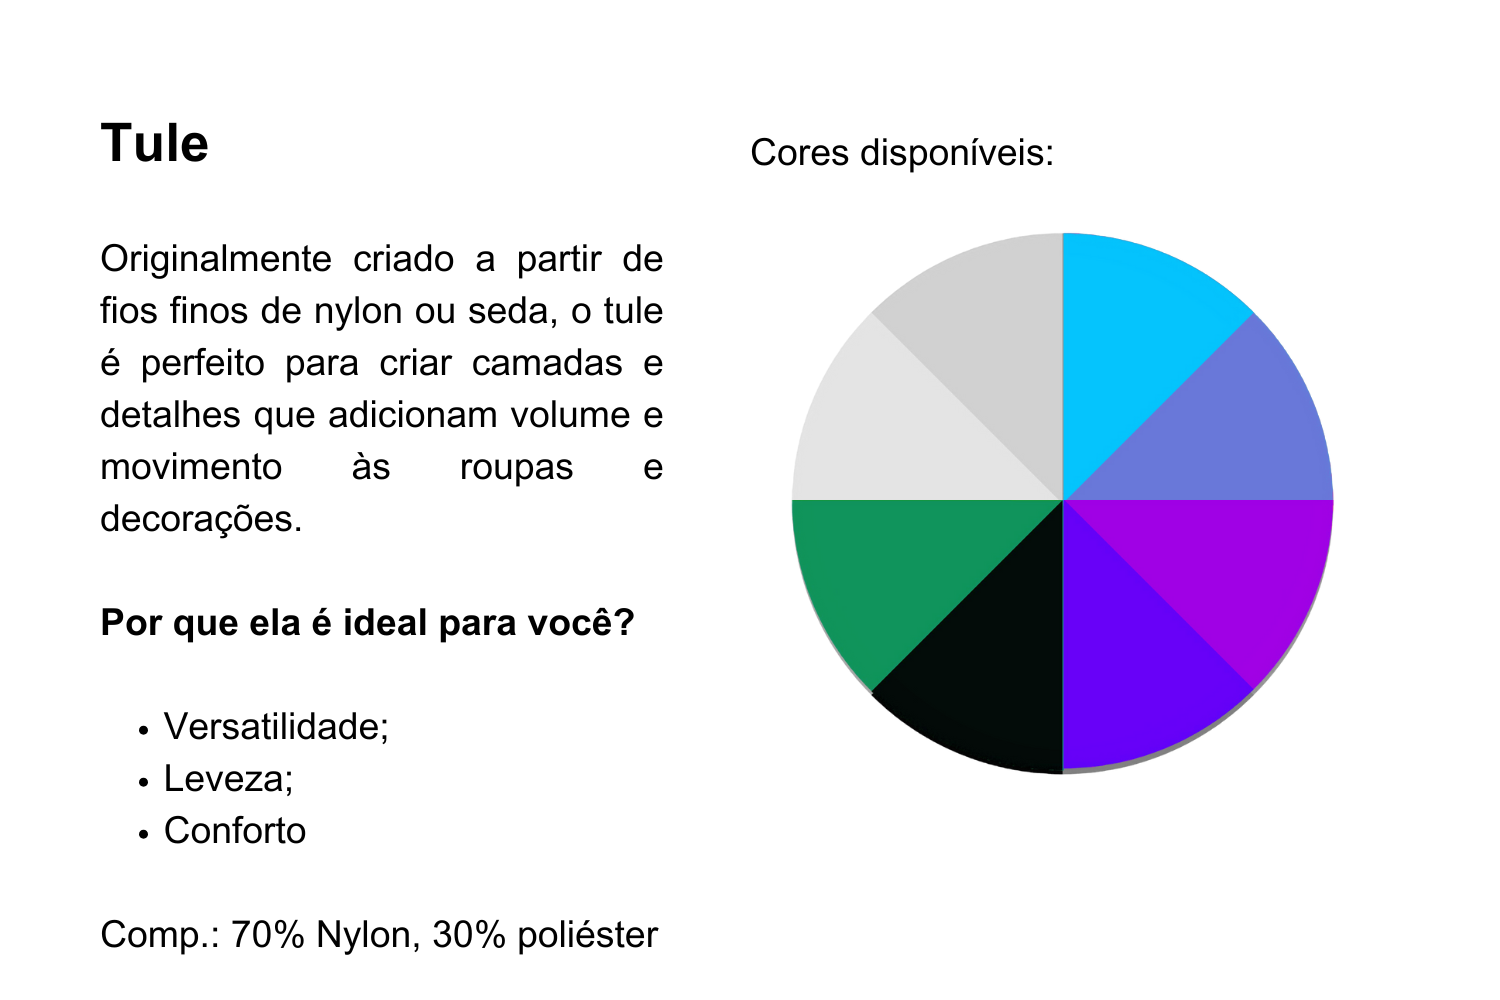 Tule
Originalmente criado a partir de
fios finos de nylon ou seda, o tule
é perfeito para criar camadas e
detalhes que adicionam volume e
movimento às roupas e
decorações.
Por que ela é ideal para você?
• Versatilidade;
• Leveza;
• Conforto
Comp.: 70% Nylon, 30% poliéster
Cores disponíveis: